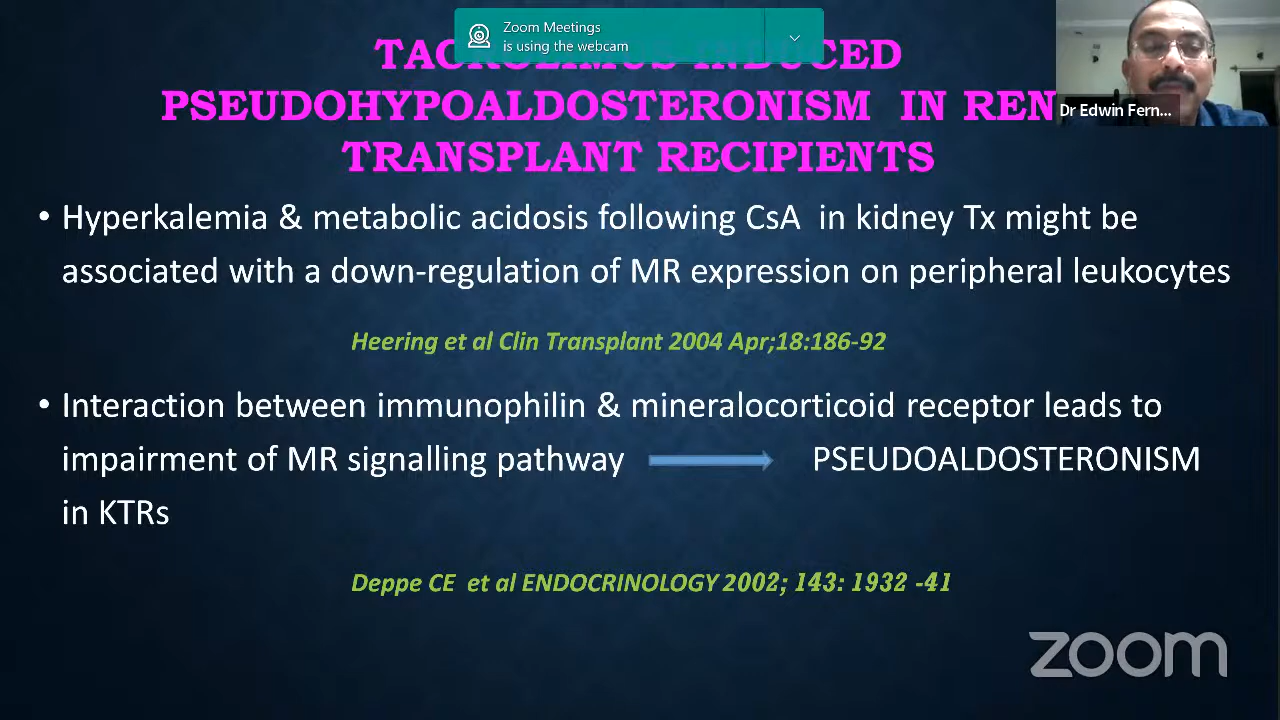 Zoom Meetings
is using the webcam
INDUCED
PSEUDOHYPOALDOSTERONISM IN REN
TRANSPLANT RECIPIENTS
Dr Edwin Fern...
• Hyperkalemia & metabolic acidosis following CsA in kidney Tx might be
associated with a down-regulation of MR expression on peripheral leukocytes
Heering et al Clin Transplant 2004 Apr;18:186-92
• Interaction between immunophilin & mineralocorticoid receptor leads to
impairment of MR signalling pathway PSEUDOALDOSTERONISM
in KTRs
Deppe CE et al ENDOCRINOLOGY 2002; 143: 1932 -41
zoom